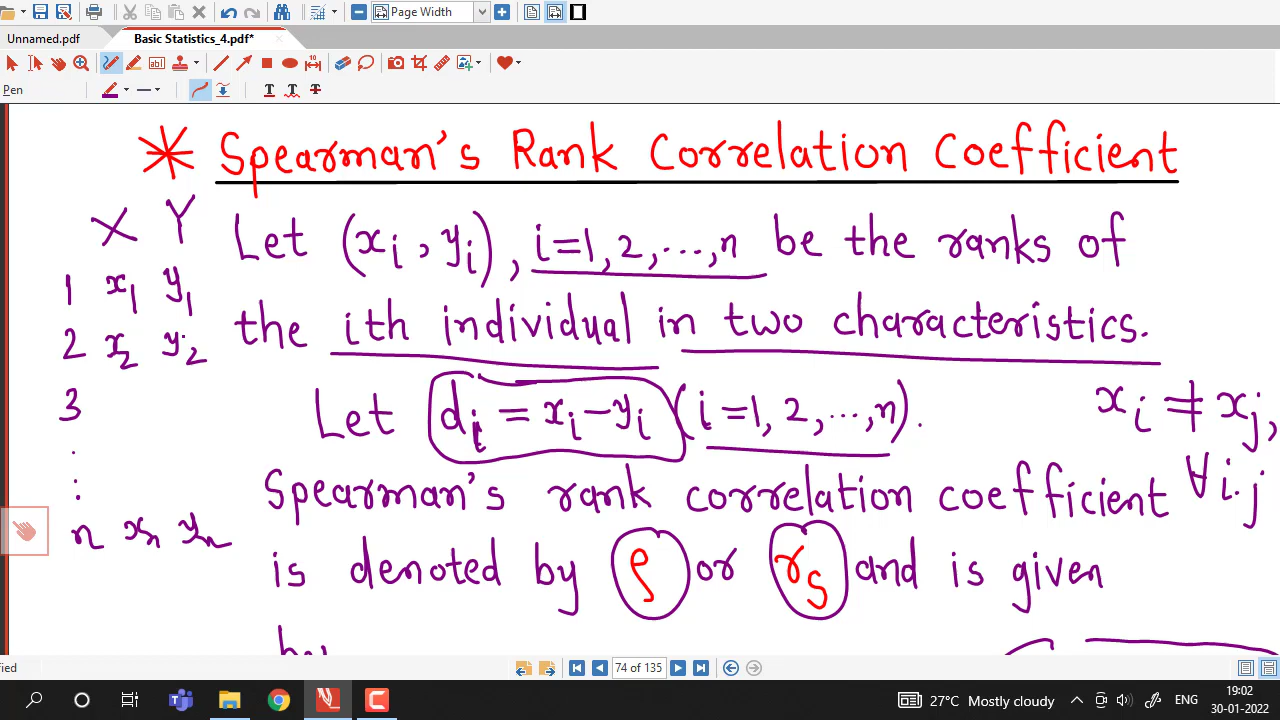 Page Width
Unnamed.pdf
Basic Statistics_4.pdf*
Pen
* Spearman's Rank Correlation Coefficient
X Y
Let (xi, yi), i=1, 2, ..., n be the ranks of
1 x1 y1
the ith individual in two characteristics.
2 x2 y2
3
Let di = xi - yi (i=1, 2, ..., n).
xi ≠ xj,
∀ i.j
Spearman's rank correlation coefficient
n xn yn
is denoted by ρ or rs and is given
by
fied
74 of 135
27°C Mostly cloudy
ENG
19:02
30-01-2022